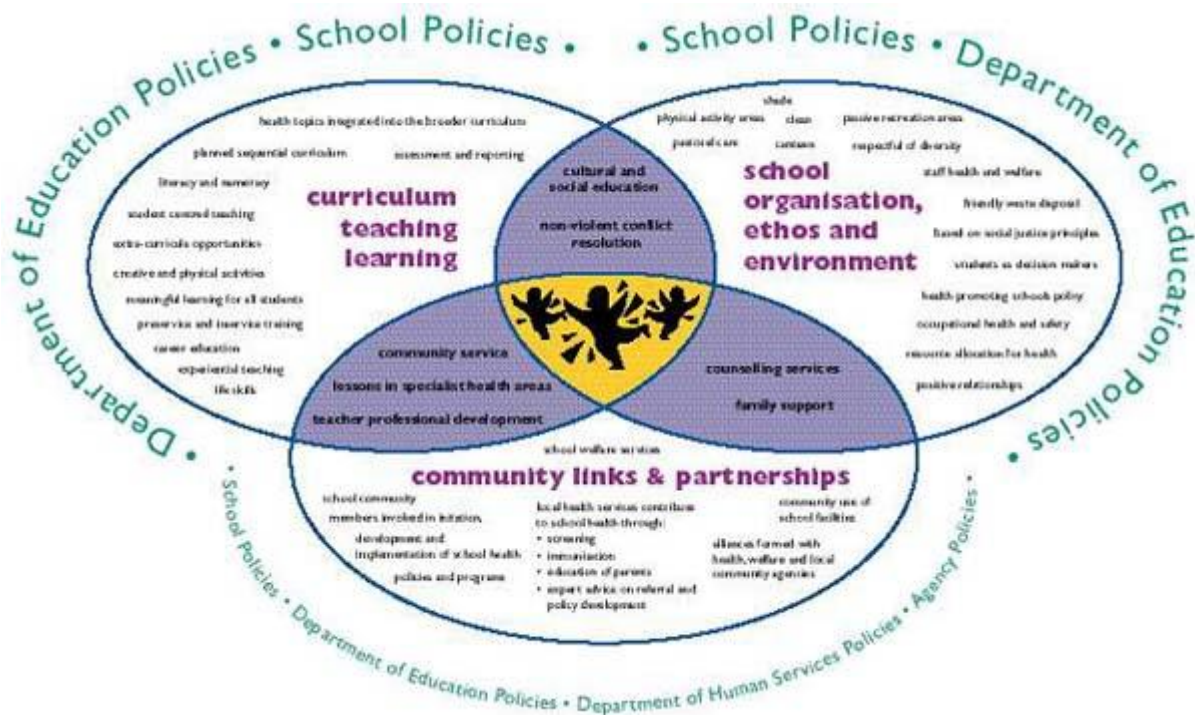 • Department of Education Policies • School Policies •
• School Policies • Department of Education Policies •
health topics integrated into the broader curriculum
planned sequential curriculum
assessment and reporting
literacy and numeracy
student centred teaching
extra-curricula opportunities
creative and physical activities
meaningful learning for all students
preservice and inservice training
career education
experiential teaching
life skills
curriculum
teaching
learning
cultural and
social education
non-violent conflict
resolution
shade
physical activity areas
clean
passive recreation areas
pastoral care
canteen
respectful of diversity
school
organisation,
ethos and
environment
staff health and welfare
friendly waste disposal
based on social justice principles
students as decision makers
health promoting schools policy
occupational health and safety
resource allocation for health
positive relationships
community service
lessons in specialist health areas
teacher professional development
counselling services
family support
school welfare services
community links & partnerships
school community
members involved in
development and
implementation of school health
policies and programs
local health services contribute
to school health through:
• screening
• immunisation
• education of parents
• expert advice on referral and
policy development
community use of
school facilities
alliances formed with
health, welfare and local
community agencies
• School Policies • Department of Education Policies • Department of Human Services Policies • Agency Policies •